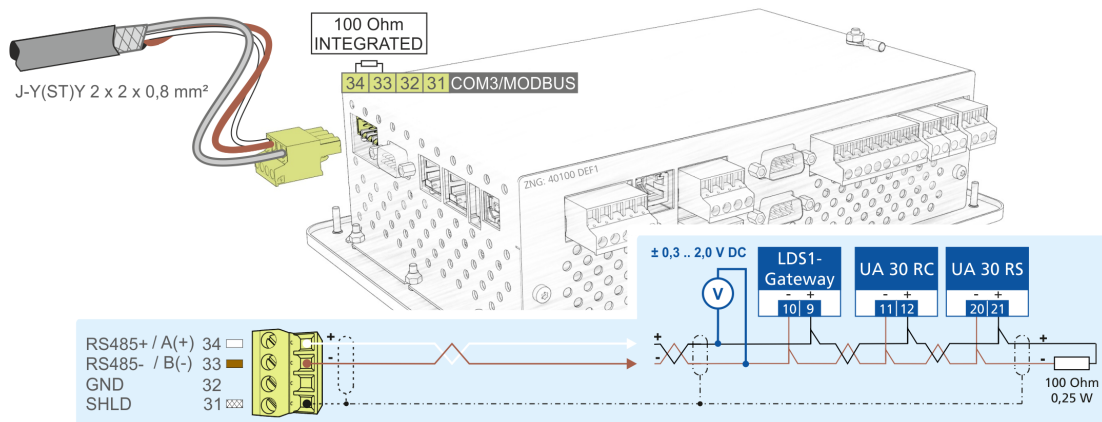 100 Ohm
INTEGRATED
34 33 32 31 COM3/MODBUS
J-Y(ST)Y 2 x 2 x 0,8 mm²
ZNG: 40100 DEF1
± 0,3 .. 2,0 V DC
V
LDS1-
Gateway
- +
10 9
UA 30 RC
- +
11 12
UA 30 RS
- +
20 21
RS485+ / A(+) 34
RS485- / B(-) 33
GND 32
SHLD 31
+
-
+
-
+
-
100 Ohm
0,25 W